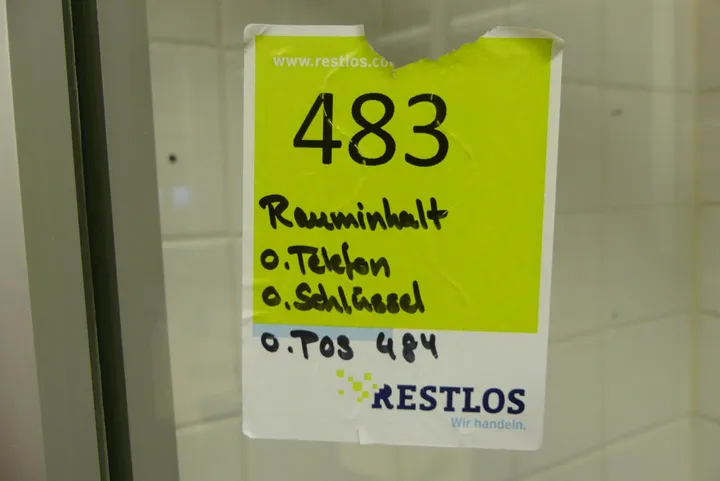 www.restlos.co
483
Rauminhalt
o. Telefon
o. Schlüssel
o. Pos 484
RESTLOS
Wir handeln.